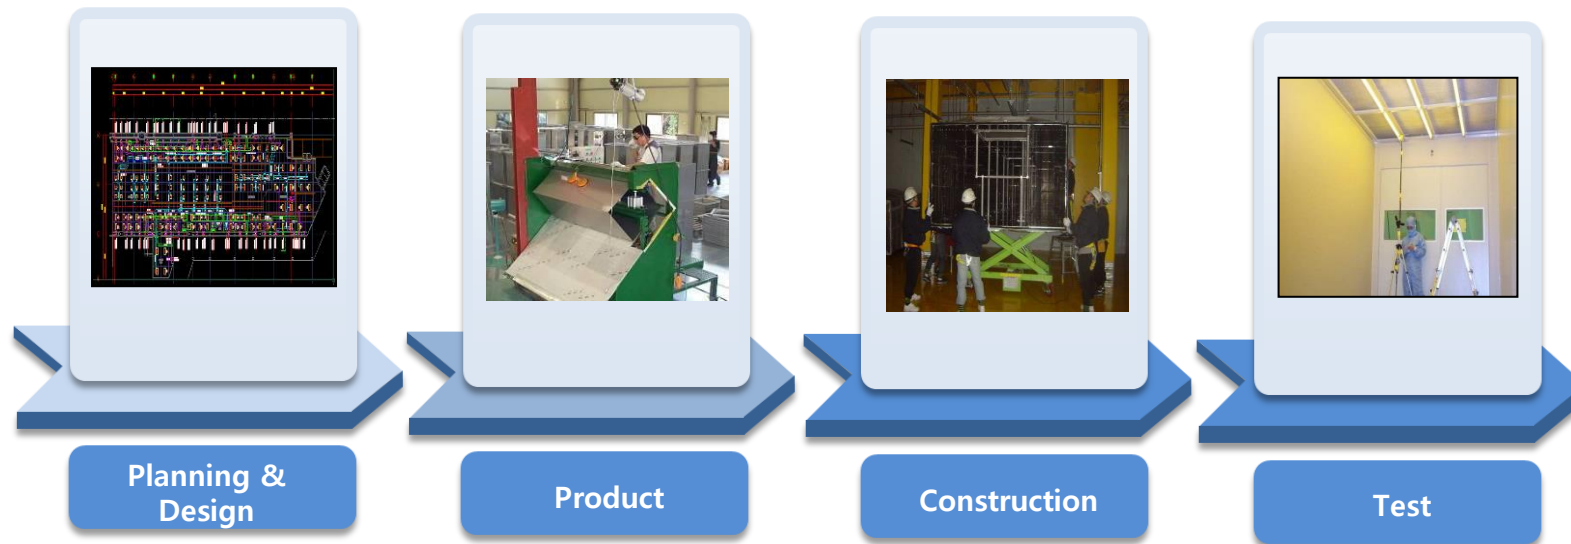 Planning &
Design
Product
Construction
Test